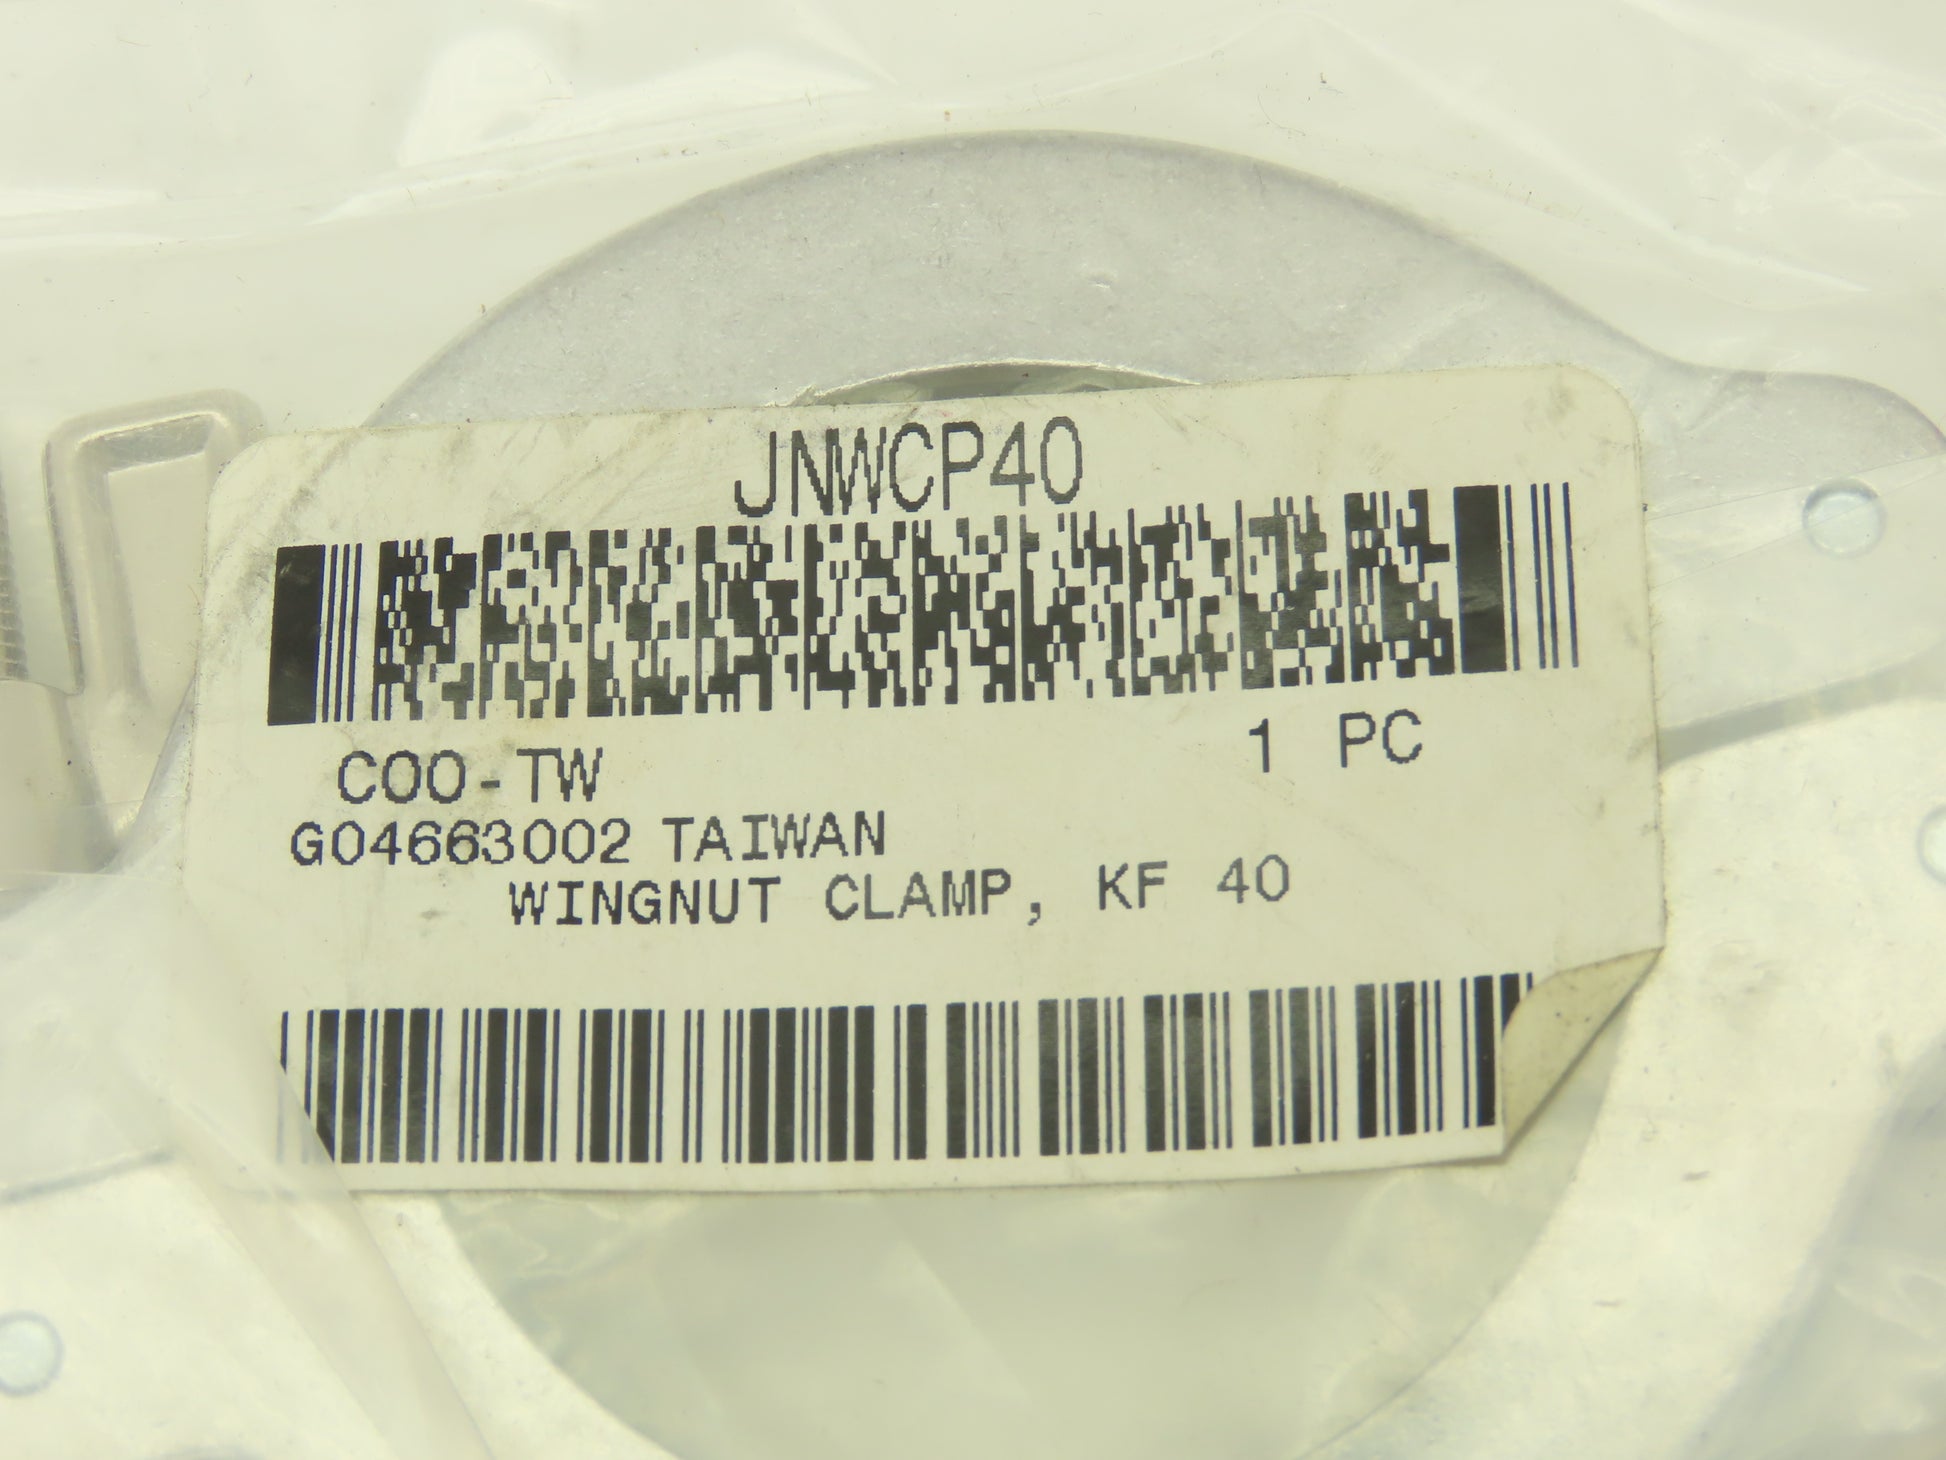 JNWCP40
COO-TW 1 PC
G04663002 TAIWAN
WINGNUT CLAMP, KF 40